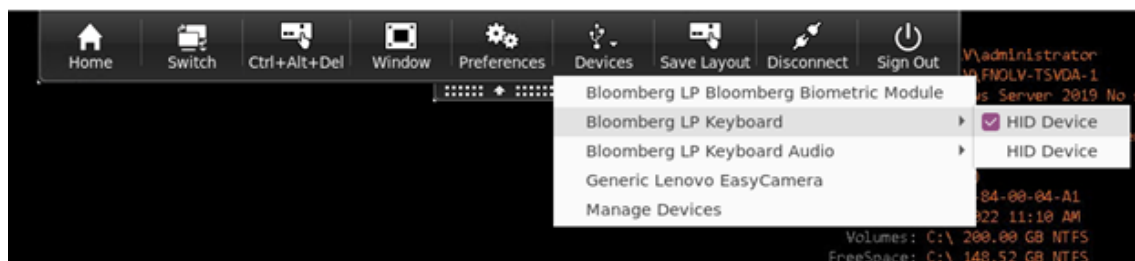 Home Switch Ctrl+Alt+Del Window Preferences Devices Save Layout Disconnect Sign Out
V\administrator
\FNOLV-TSVDA-1
Bloomberg LP Bloomberg Biometric Module
s Server 2019 No
Bloomberg LP Keyboard
HID Device
Bloomberg LP Keyboard Audio
HID Device
Generic Lenovo EasyCamera
-84-00-04-A1
Manage Devices
022 11:10 AM
Volumes: C:\ 200.00 GB NTFS
FreeSpace: C:\ 148.52 GB NTFS